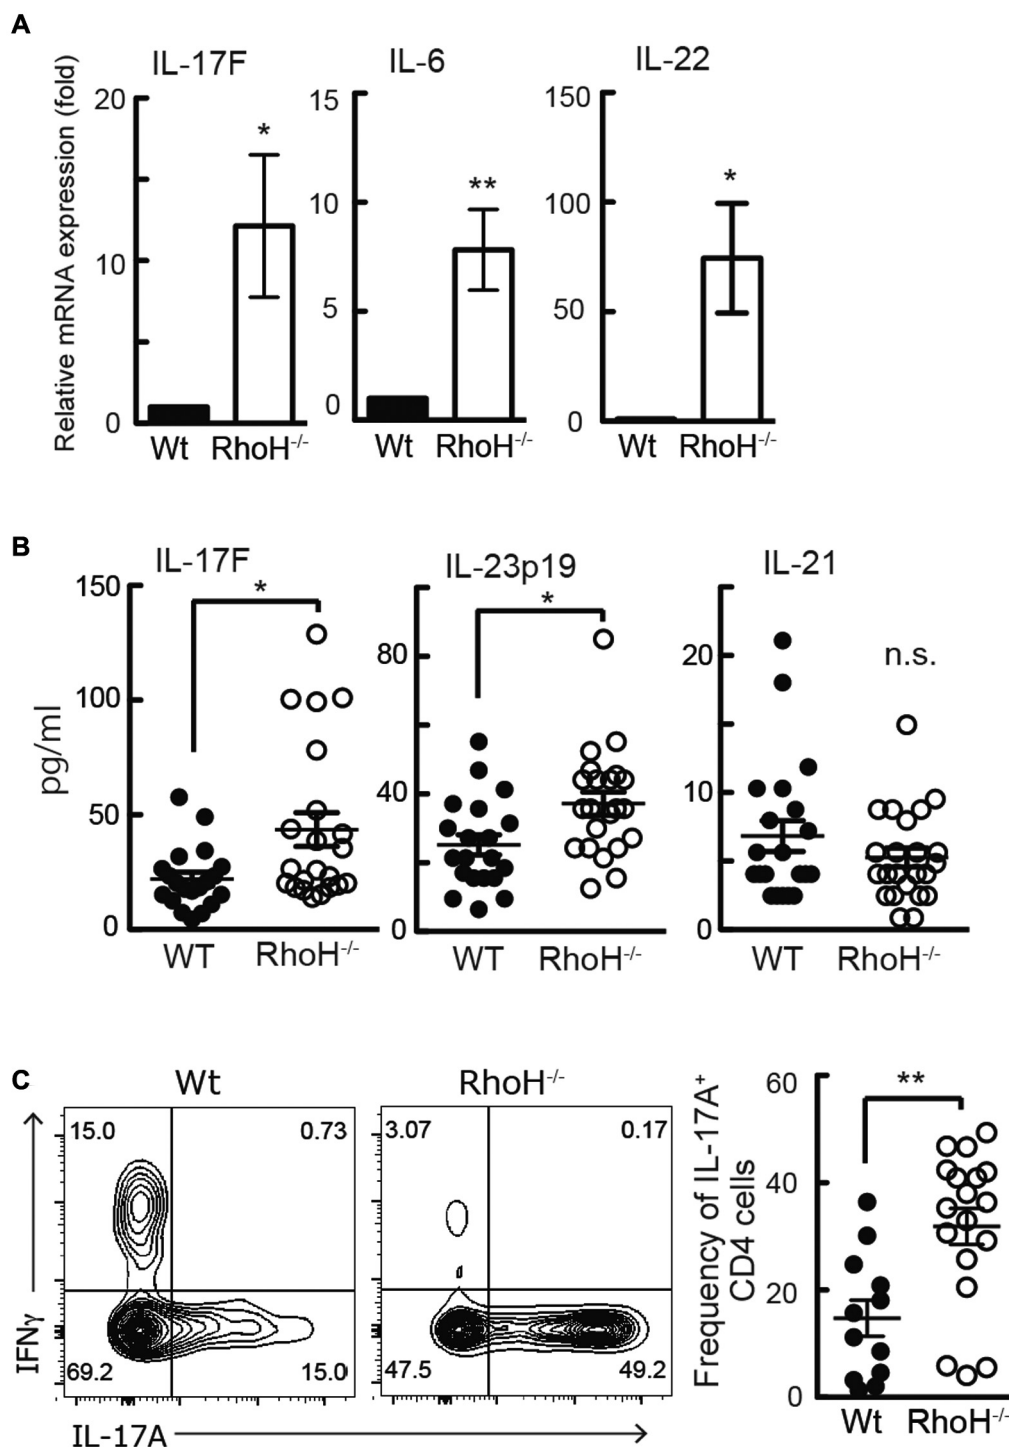 A
Relative mRNA expression (fold)
IL-17F
20
10
0
*
Wt RhoH-/-
IL-6
15
10
5
0
**
Wt RhoH-/-
IL-22
150
100
50
0
*
Wt RhoH-/-
B
pg/ml
IL-17F
150
100
50
0
*
WT RhoH-/-
IL-23p19
80
40
0
*
WT RhoH-/-
IL-21
20
10
0
n.s.
WT RhoH-/-
C
IFNγ
Wt
15.0 0.73
69.2 15.0
RhoH-/-
3.07 0.17
47.5 49.2
IL-17A
Frequency of IL-17A+
CD4 cells
60
40
20
0
**
Wt RhoH-/-